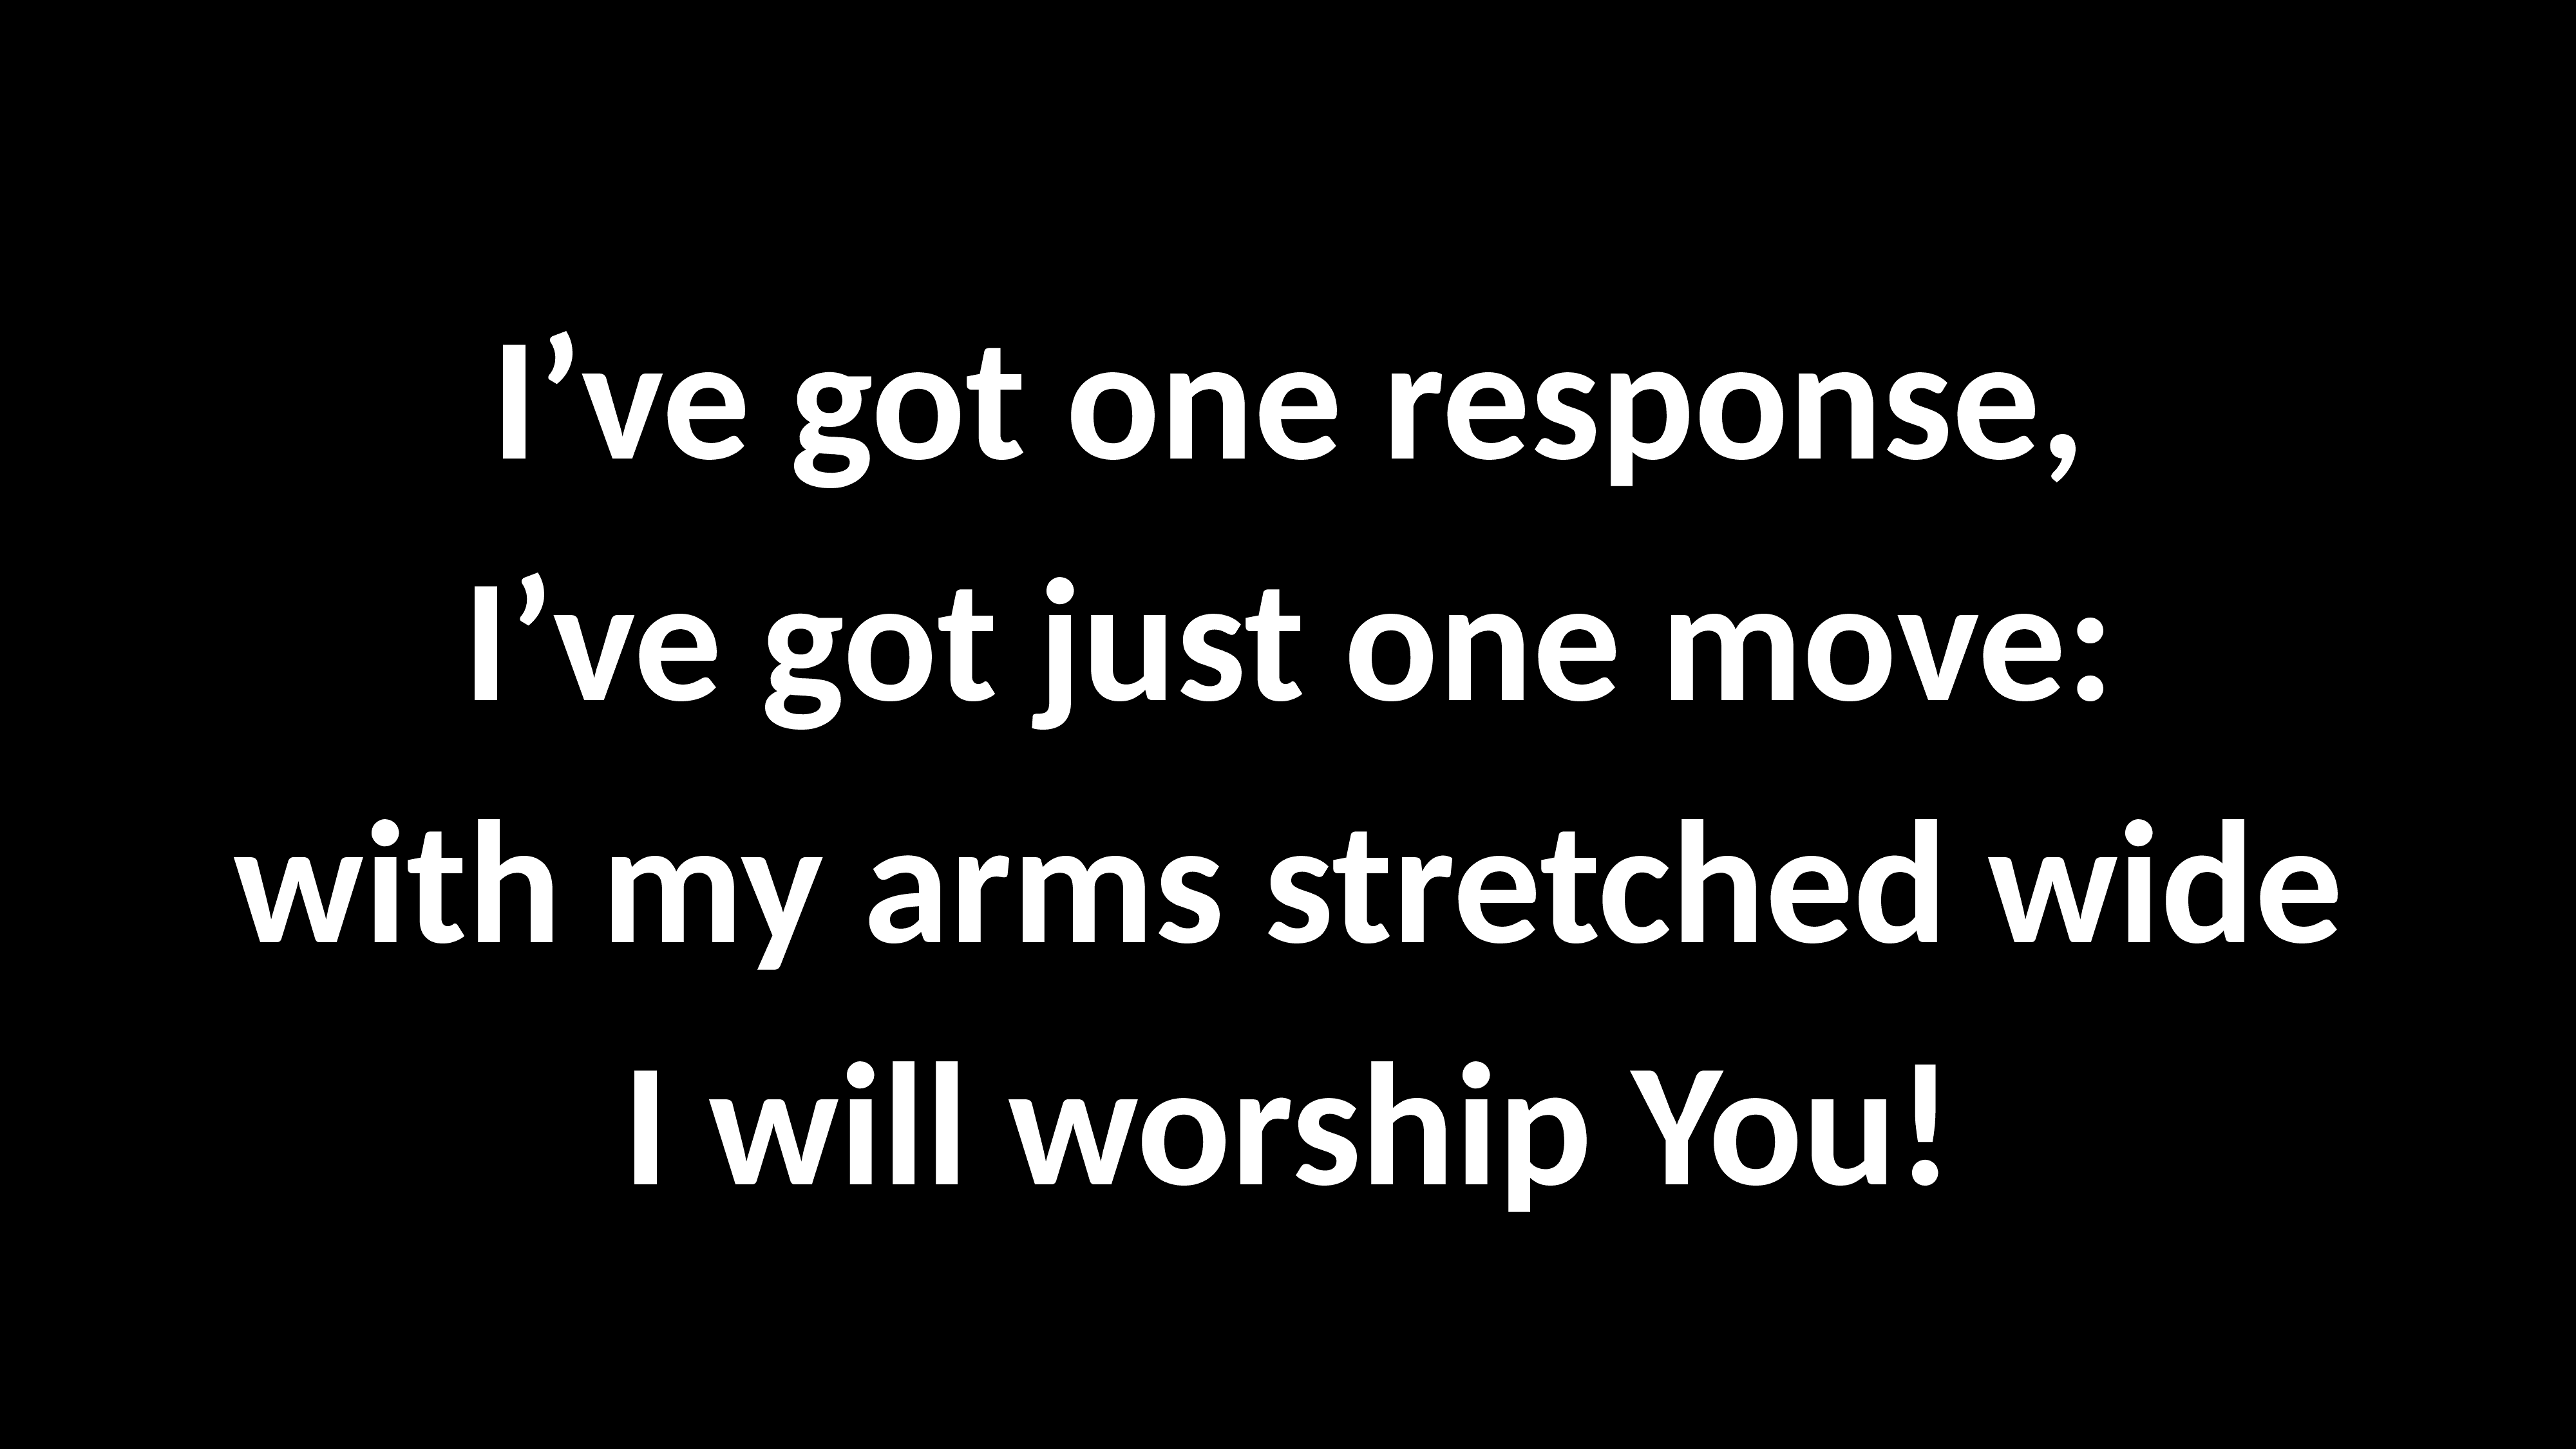 I’ve got one response,
I’ve got just one move:
with my arms stretched wide
I will worship You!